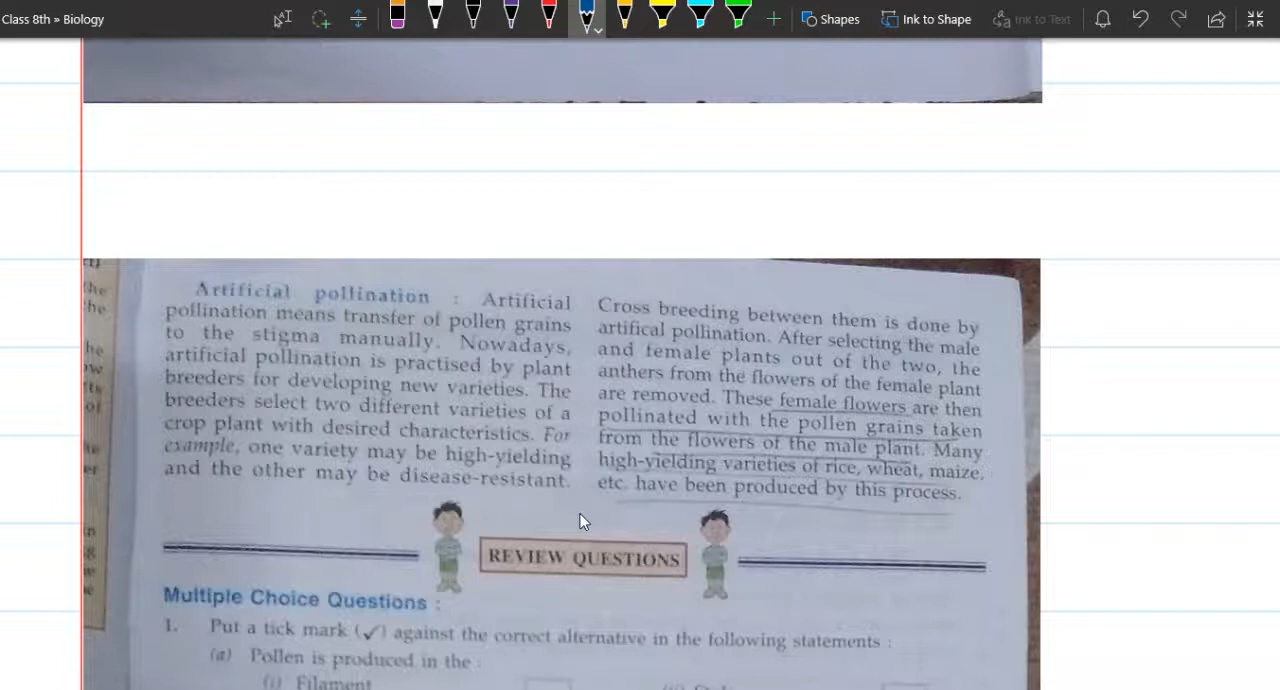 Class 8th » Biology
Shapes
Ink to Shape
Ink to Text
Artificial pollination : Artificial
pollination means transfer of pollen grains
to the stigma manually. Nowadays,
artificial pollination is practised by plant
breeders for developing new varieties. The
breeders select two different varieties of a
crop plant with desired characteristics. For
example, one variety may be high-yielding
and the other may be disease-resistant.
Cross breeding between them is done by
artifical pollination. After selecting the male
and female plants out of the two, the
anthers from the flowers of the female plant
are removed. These female flowers are then
pollinated with the pollen grains taken
from the flowers of the male plant. Many
high-yielding varieties of rice, wheat, maize,
etc. have been produced by this process.
REVIEW QUESTIONS
Multiple Choice Questions :
1. Put a tick mark (✓) against the correct alternative in the following statements :
(a) Pollen is produced in the :
(i) Filament